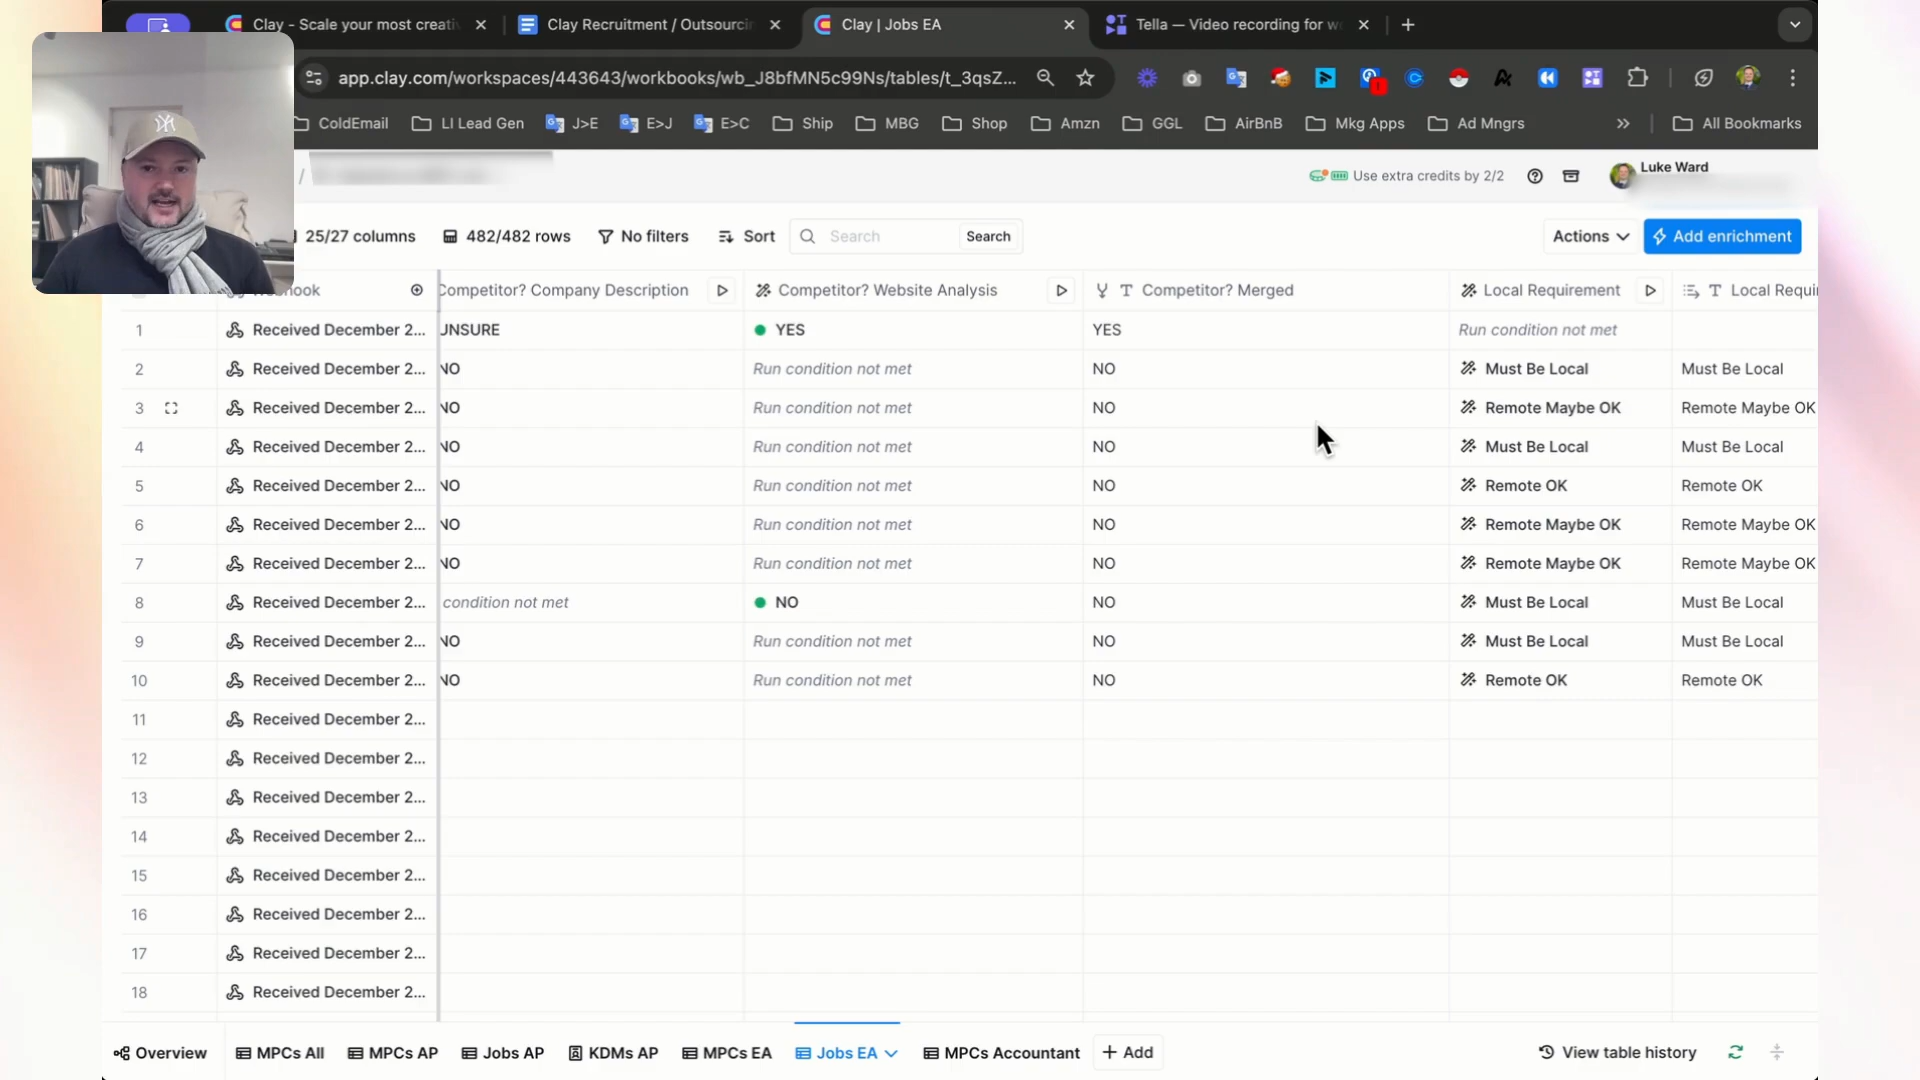 Clay - Scale your most creati
Clay Recruitment / Outsourcin
Clay | Jobs EA
Tella — Video recording for w
app.clay.com/workspaces/443643/workbooks/wb_J8bfMN5c99Ns/tables/t_3qsZ...
ColdEmail
LI Lead Gen
J>E
E>J
E>C
Ship
MBG
Shop
Amzn
GGL
AirBnB
Mkg Apps
Ad Mngrs
All Bookmarks
/
Use extra credits by 2/2
Luke Ward
25/27 columns
482/482 rows
No filters
Sort
Search
Search
Actions
Add enrichment
Competitor? Company Description
Competitor? Website Analysis
Competitor? Merged
Local Requirement
Local Requi
1 Received December 2... UNSURE YES YES Run condition not met
2 Received December 2... NO Run condition not met NO Must Be Local Must Be Local
3 Received December 2... NO Run condition not met NO Remote Maybe OK Remote Maybe OK
4 Received December 2... NO Run condition not met NO Must Be Local Must Be Local
5 Received December 2... NO Run condition not met NO Remote OK Remote OK
6 Received December 2... NO Run condition not met NO Remote Maybe OK Remote Maybe OK
7 Received December 2... NO Run condition not met NO Remote Maybe OK Remote Maybe OK
8 Received December 2... condition not met NO NO Must Be Local Must Be Local
9 Received December 2... NO Run condition not met NO Must Be Local Must Be Local
10 Received December 2... NO Run condition not met NO Remote OK Remote OK
11 Received December 2...
12 Received December 2...
13 Received December 2...
14 Received December 2...
15 Received December 2...
16 Received December 2...
17 Received December 2...
18 Received December 2...
Overview
MPCs All
MPCs AP
Jobs AP
KDMs AP
MPCs EA
Jobs EA
MPCs Accountant
+ Add
View table history